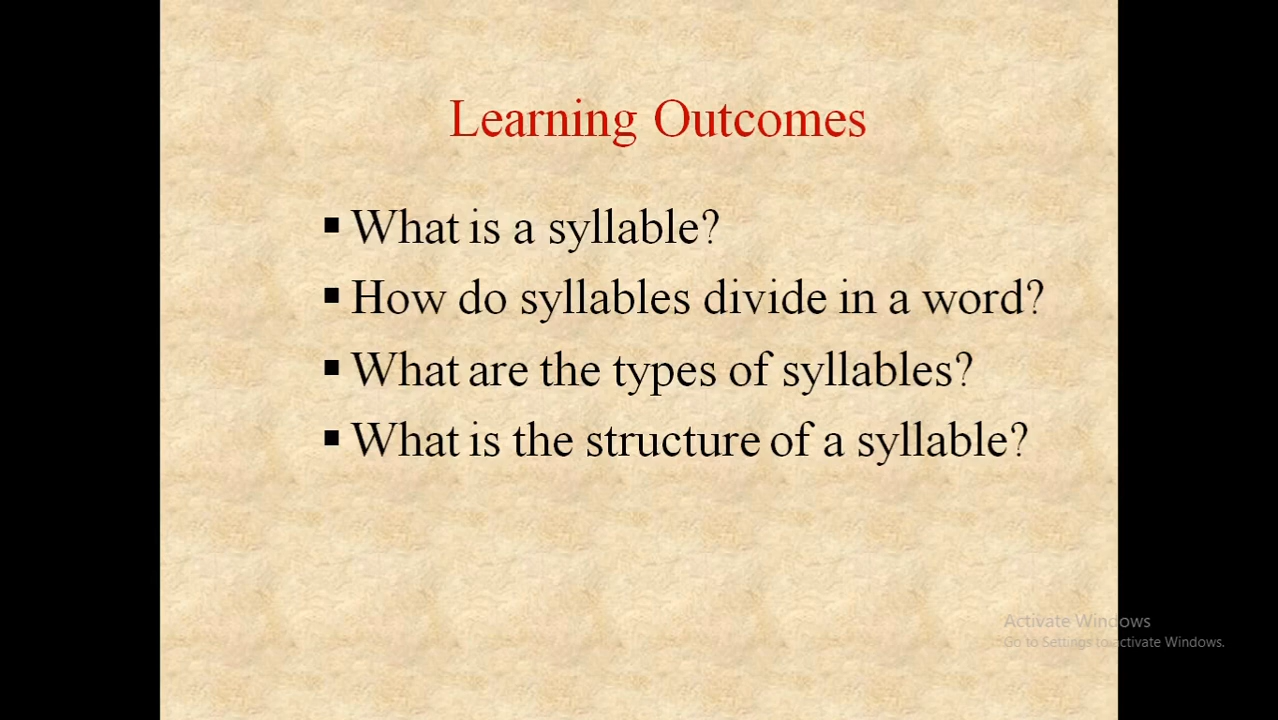 Learning Outcomes
▪ What is a syllable?
▪ How do syllables divide in a word?
▪ What are the types of syllables?
▪ What is the structure of a syllable?
Activate Windows
Go to Settings to activate Windows.